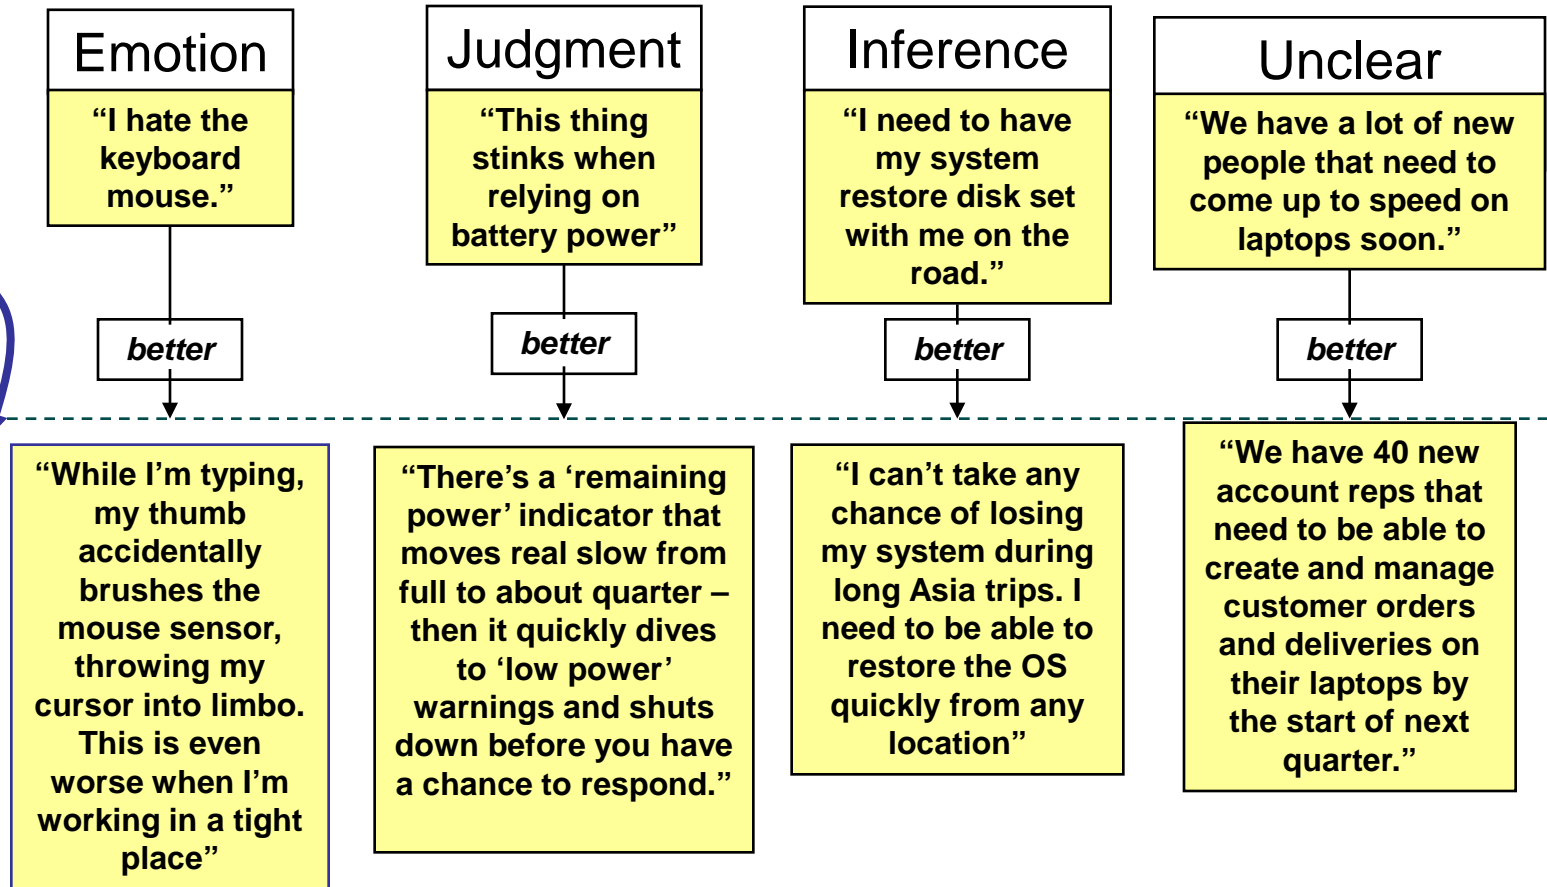 Emotion
“I hate the
keyboard
mouse.”
better
“While I’m typing,
my thumb
accidentally
brushes the
mouse sensor,
throwing my
cursor into limbo.
This is even
worse when I’m
working in a tight
place”
Judgment
“This thing
stinks when
relying on
battery power”
better
“There’s a ‘remaining
power’ indicator that
moves real slow from
full to about quarter –
then it quickly dives
to ‘low power’
warnings and shuts
down before you have
a chance to respond.”
Inference
“I need to have
my system
restore disk set
with me on the
road.”
better
“I can’t take any
chance of losing
my system during
long Asia trips. I
need to be able to
restore the OS
quickly from any
location”
Unclear
“We have a lot of new
people that need to
come up to speed on
laptops soon.”
better
“We have 40 new
account reps that
need to be able to
create and manage
customer orders
and deliveries on
their laptops by
the start of next
quarter.”